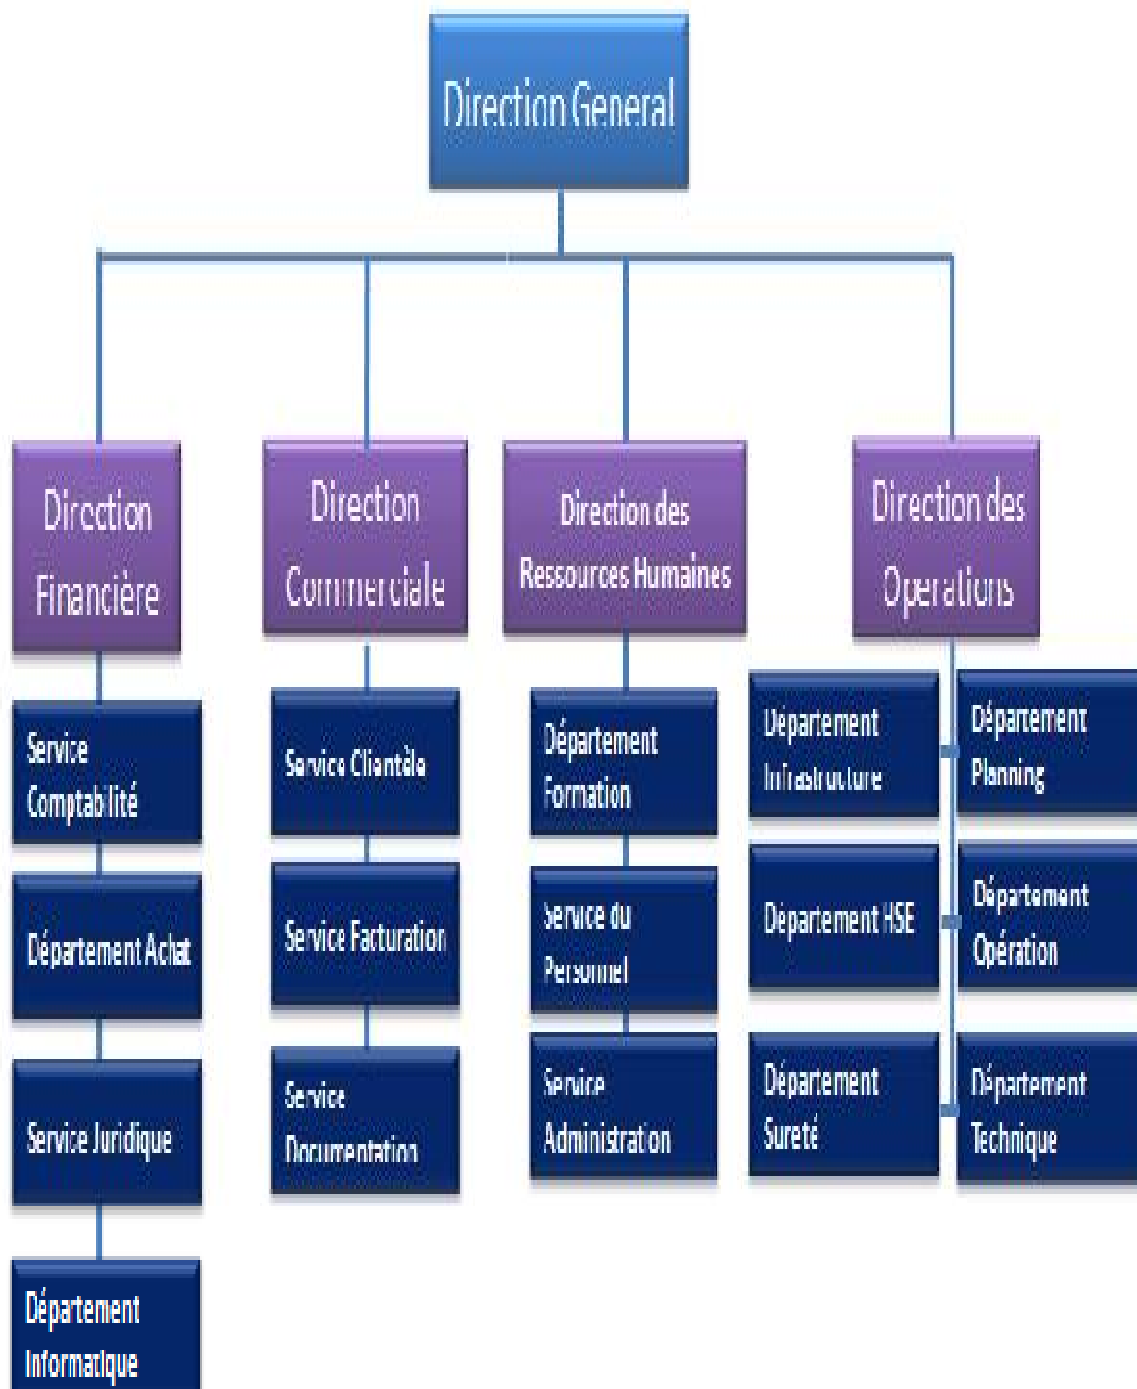 Direction General
Direction
Financière
Direction
Commerciale
Direction des
Ressources Humaines
Direction des
Operations
Service
Comptabilité
Département Achat
Service Juridique
Département
Informatique
Service Clientèle
Service Facturation
Service
Documentation
Département
Formation
Service du
Personnel
Service
Administration
Département
Infrastructure
Département
Planning
Département HSE
Département
Opération
Département
Sureté
Département
Technique